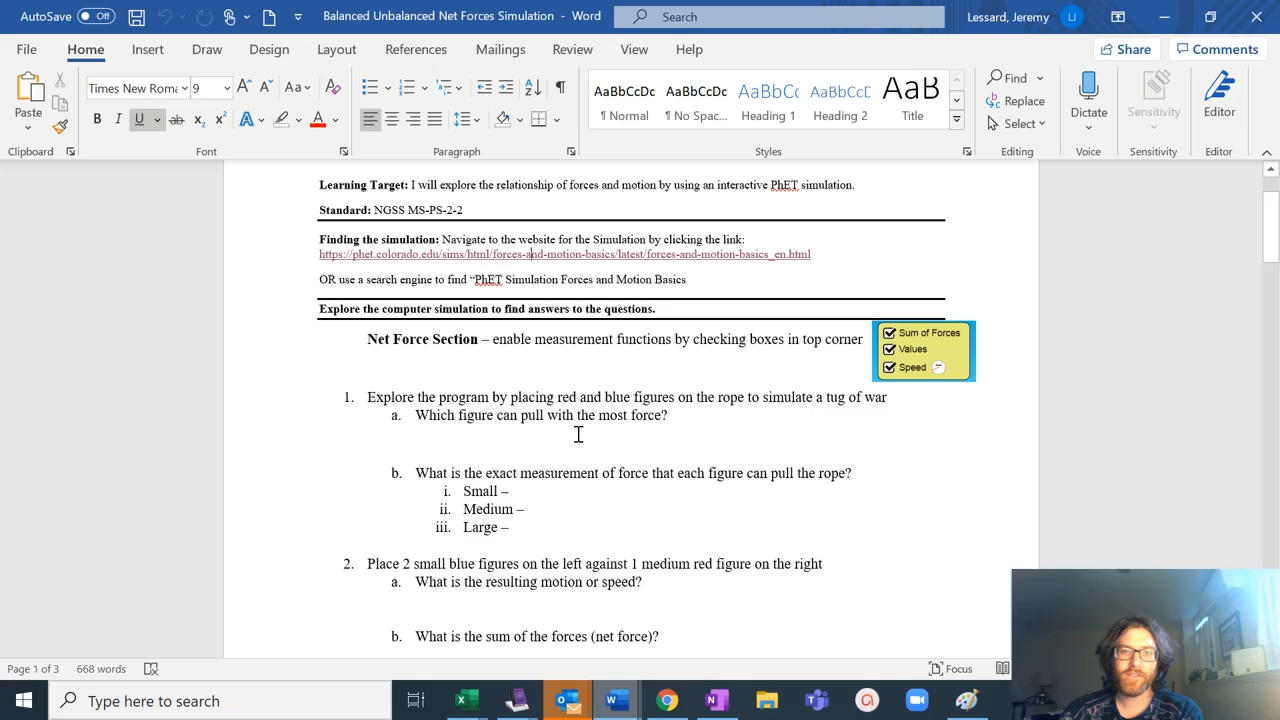 AutoSave Off Balanced Unbalanced Net Forces Simulation - Word Search Lessard, Jeremy LJ
File Home Insert Draw Design Layout References Mailings Review View Help Share Comments
Times New Roma 9 Aa AaBbCcDc AaBbCcDc AaBbCc AaBbCcC AaB Find
Paste Replace Dictate Sensitivity Editor
B I U ab x2 x2 A A ¶ Normal ¶ No Spac... Heading 1 Heading 2 Title Select
Clipboard Font Paragraph Styles Editing Voice Sensitivity Editor
Learning Target: I will explore the relationship of forces and motion by using an interactive PhET simulation.
Standard: NGSS MS-PS-2-2
Finding the simulation: Navigate to the website for the Simulation by clicking the link:
https://phet.colorado.edu/sims/html/forces-and-motion-basics/latest/forces-and-motion-basics_en.html
OR use a search engine to find “PhET Simulation Forces and Motion Basics
Explore the computer simulation to find answers to the questions.
Net Force Section – enable measurement functions by checking boxes in top corner
Sum of Forces
Values
Speed
1. Explore the program by placing red and blue figures on the rope to simulate a tug of war
a. Which figure can pull with the most force?
b. What is the exact measurement of force that each figure can pull the rope?
i. Small –
ii. Medium –
iii. Large –
2. Place 2 small blue figures on the left against 1 medium red figure on the right
a. What is the resulting motion or speed?
b. What is the sum of the forces (net force)?
Page 1 of 3 668 words Focus
Type here to search